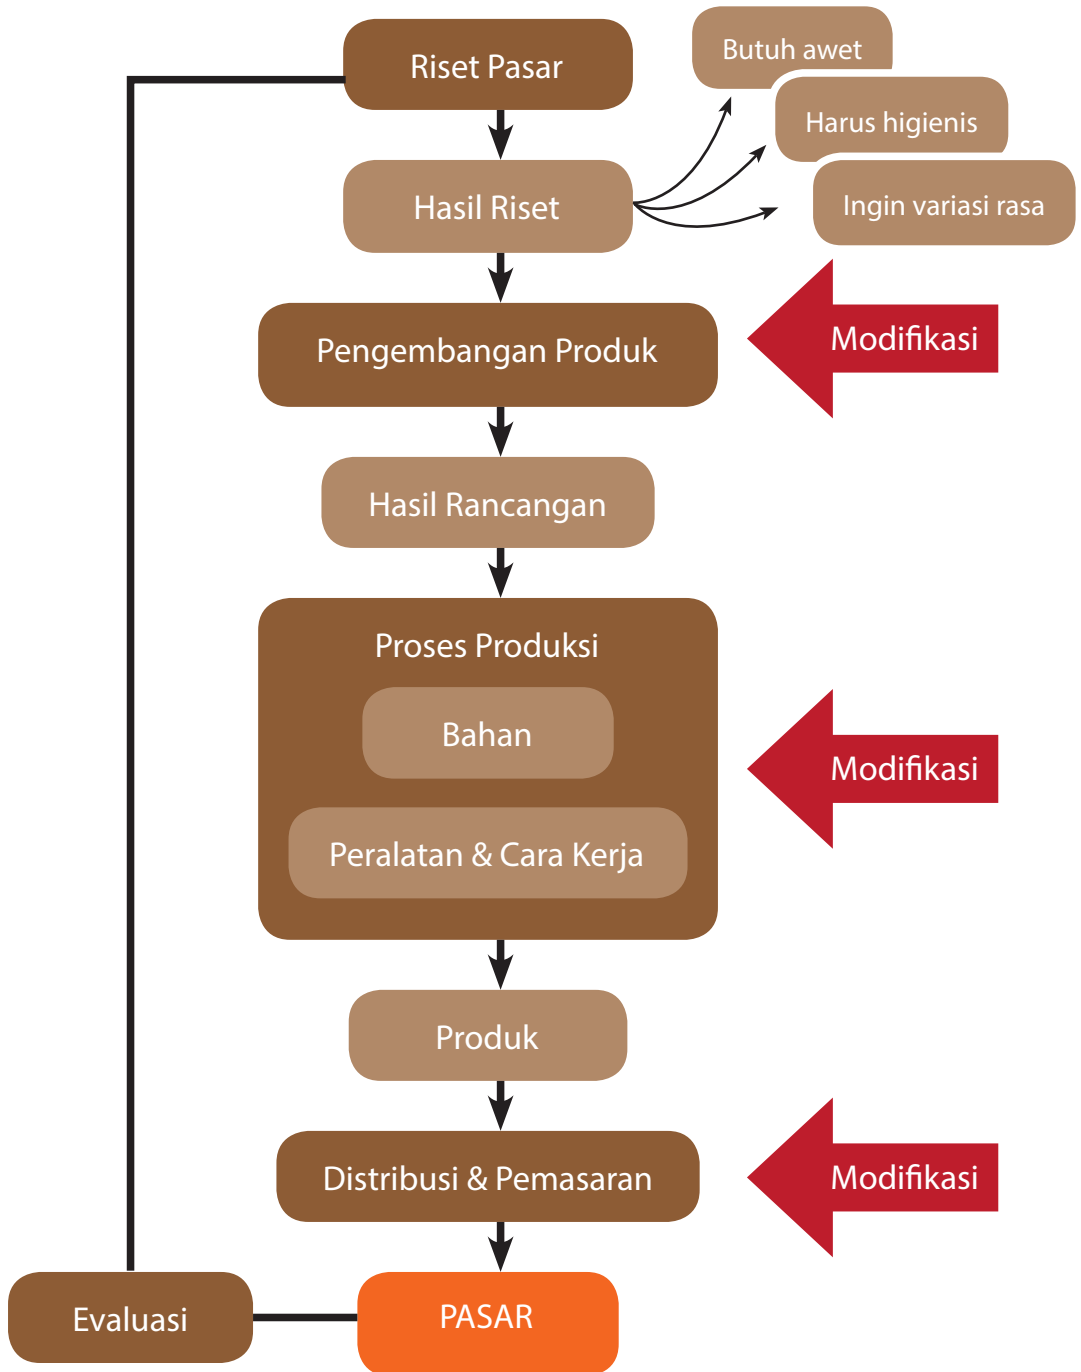 Riset Pasar
Butuh awet
Harus higienis
Hasil Riset
Ingin variasi rasa
Pengembangan Produk
Modifikasi
Hasil Rancangan
Proses Produksi
Bahan
Modifikasi
Peralatan & Cara Kerja
Produk
Distribusi & Pemasaran
Modifikasi
Evaluasi
PASAR